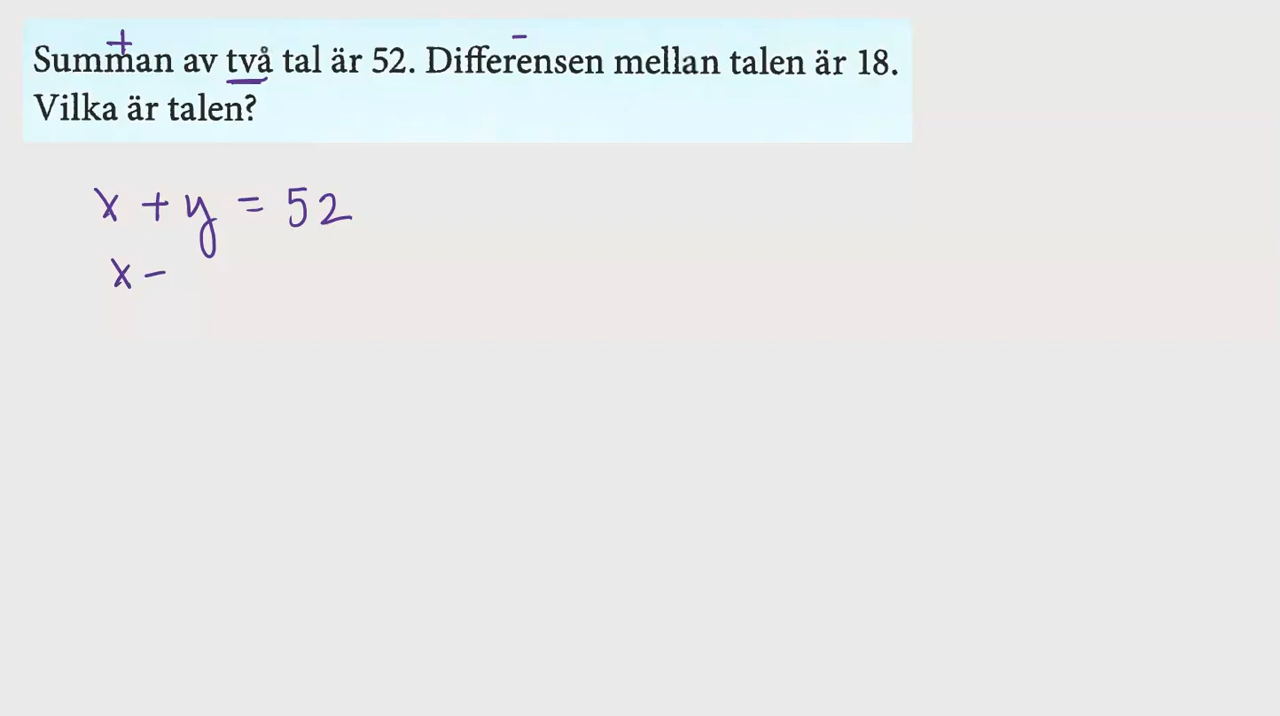 Summan av två tal är 52. Differensen mellan talen är 18.
Vilka är talen?
x + y = 52
x -